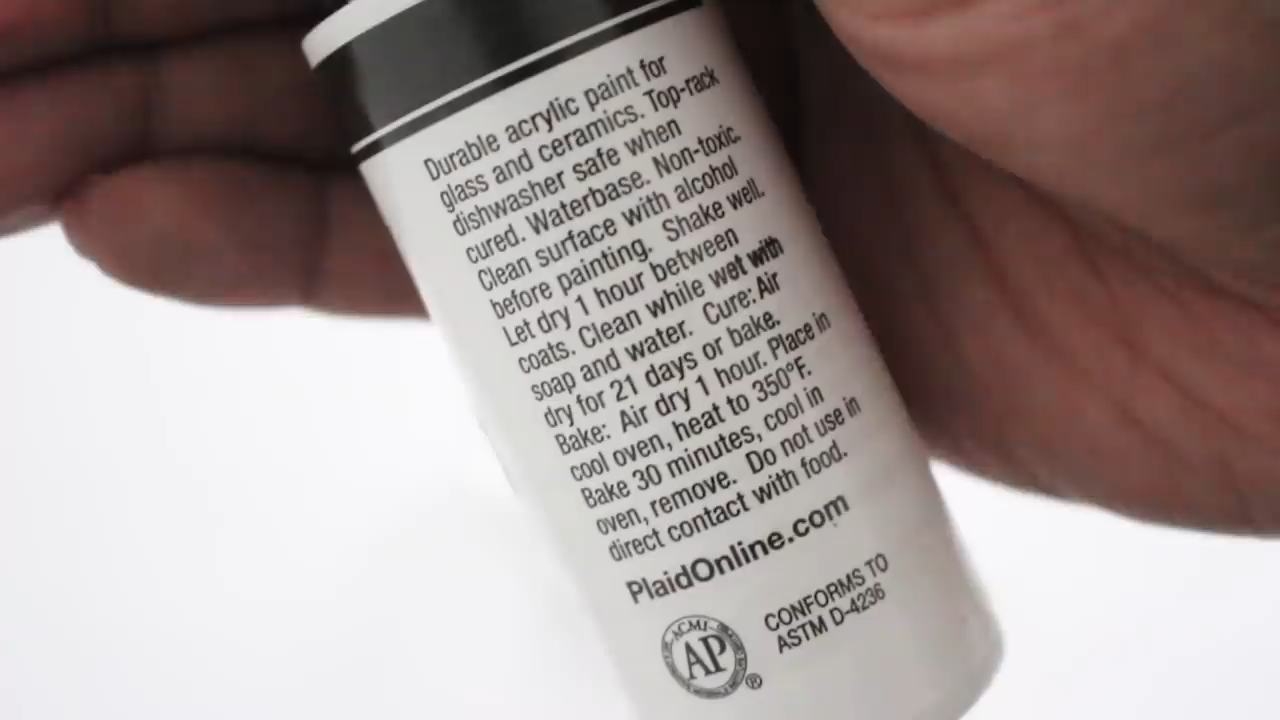 Durable acrylic paint for
glass and ceramics. Top-rack
dishwasher safe when
cured. Waterbase. Non-toxic.
Clean surface with alcohol
before painting. Shake well.
Let dry 1 hour between
coats. Clean while wet with
soap and water. Cure: Air
dry for 21 days or bake.
Bake: Air dry 1 hour. Place in
cool oven, heat to 350°F.
Bake 30 minutes, cool in
oven, remove. Do not use in
direct contact with food.
PlaidOnline.com
CONFORMS TO
ASTM D-4236
ACMI
AP
®